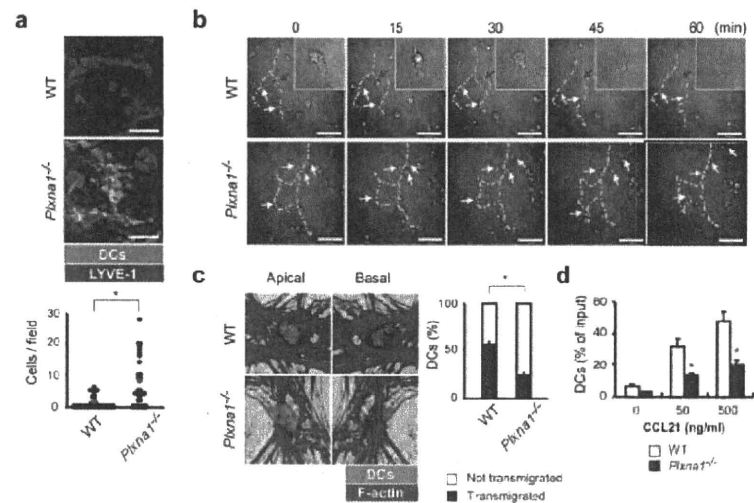 a
WT
Plxna1-/-
DCs
LYVE-1
*
30
20
10
0
Cells / field
WT
Plxna1-/-
b
0
15
30
45
60
(min)
WT
Plxna1-/-
c
Apical
Basal
WT
Plxna1-/-
DCs
F-actin
*
100
50
0
DCs (%)
WT
Plxna1-/-
Not transmigrated
Transmigrated
d
60
40
20
0
DCs (% of input)
*
*
0
50
500
CCL21 (ng/ml)
WT
Plxna1-/-